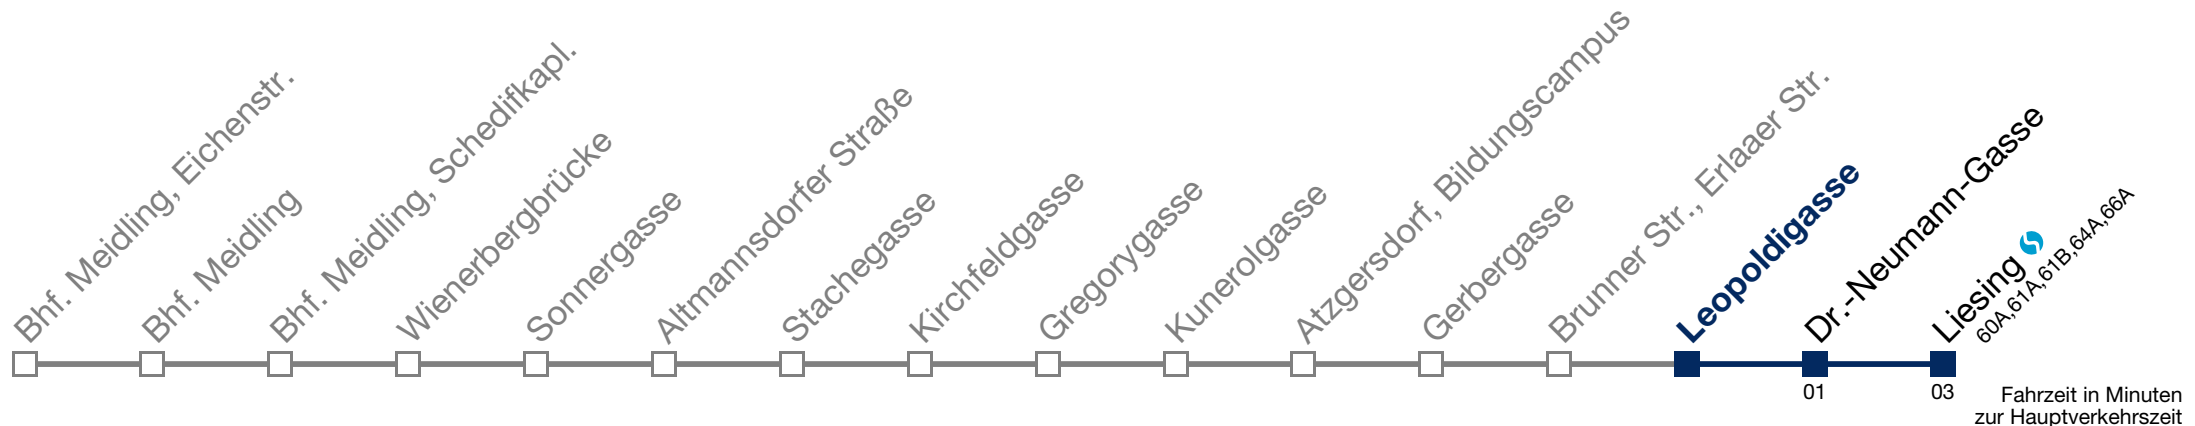 Bhf. Meidling, Eichenstr.
Bhf. Meidling
Bhf. Meidling, Schedifkapl.
Wienerbergbrücke
Sonnergasse
Altmannsdorfer Straße
Stachegasse
Kirchfeldgasse
Gregorygasse
Kunerolgasse
Atzgersdorf, Bildungscampus
Gerbergasse
Brunner Str., Erlaaer Str.
Leopoldigasse
Dr.-Neumann-Gasse
Liesing
60A,61A,61B,64A,66A
01
03
Fahrzeit in Minuten
zur Hauptverkehrszeit